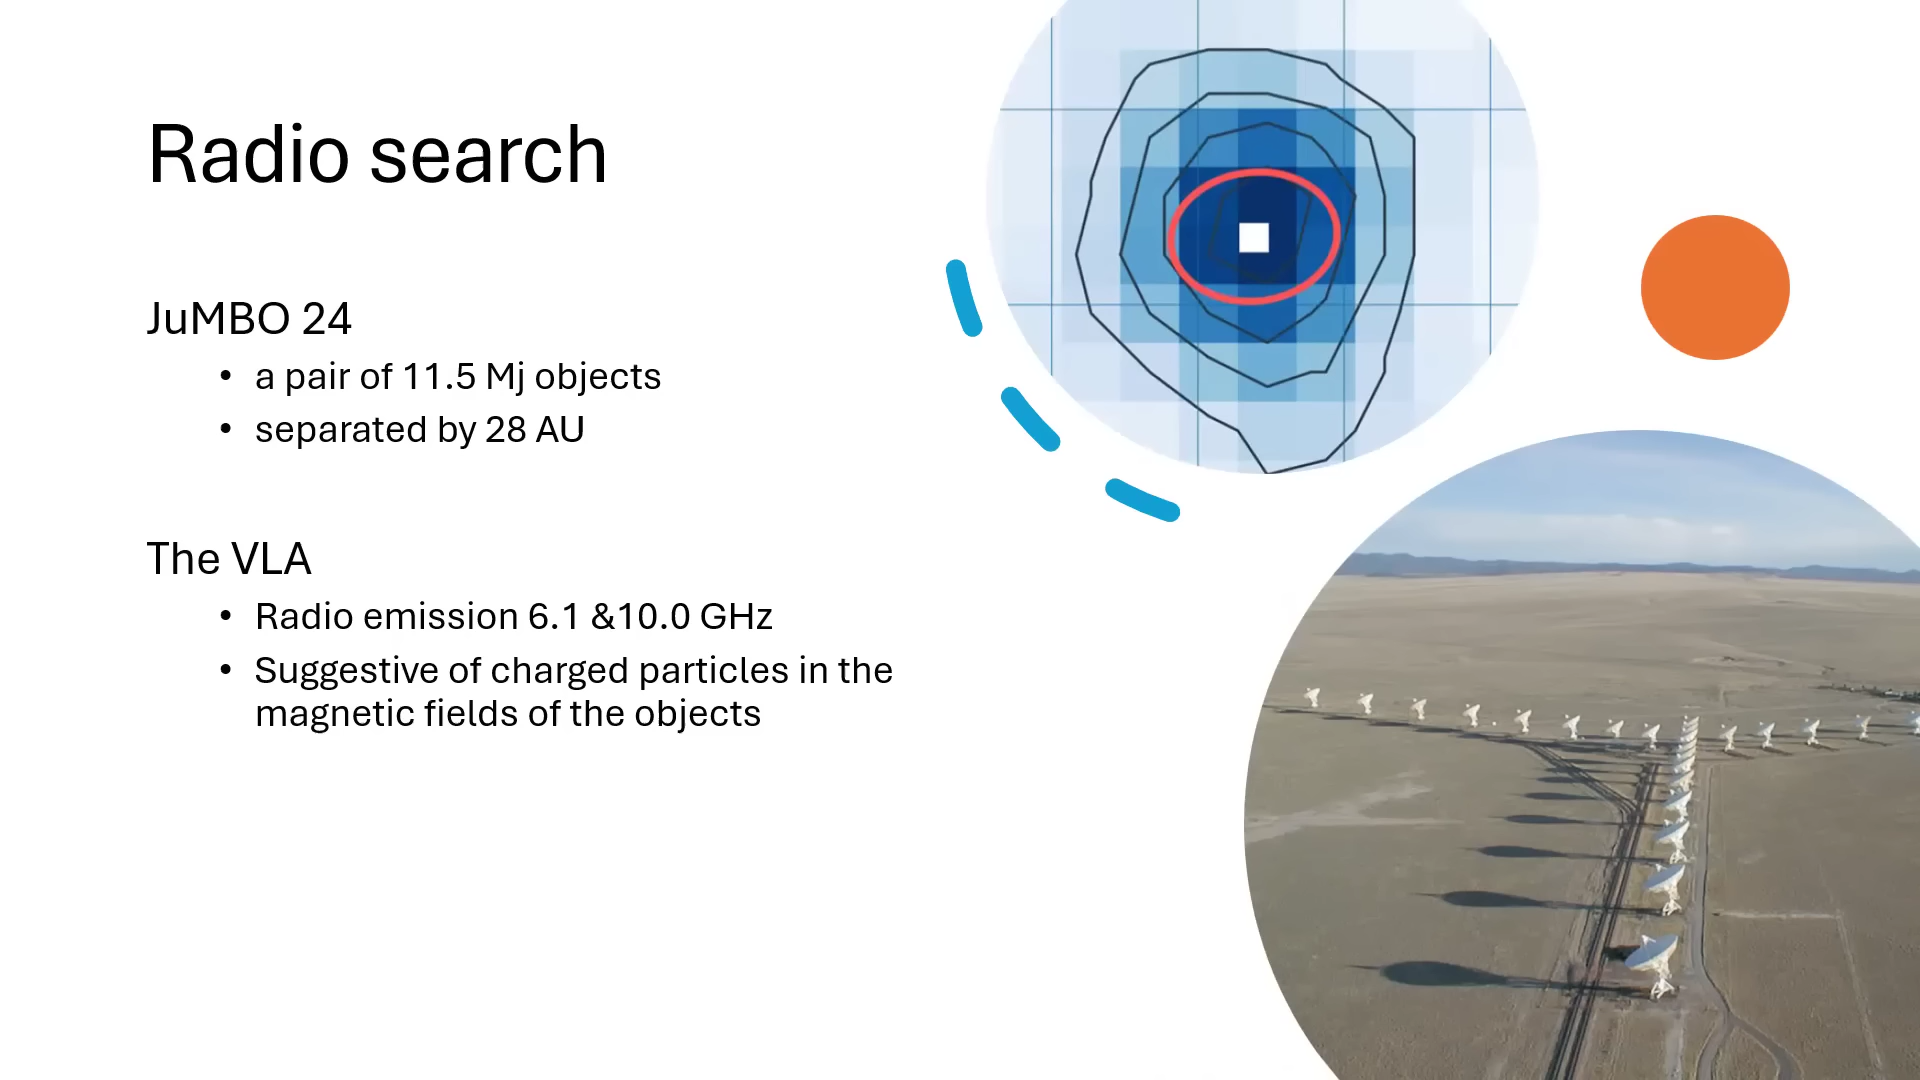 Radio search
JuMBO 24
• a pair of 11.5 Mj objects
• separated by 28 AU
The VLA
• Radio emission 6.1 &10.0 GHz
• Suggestive of charged particles in the
magnetic fields of the objects